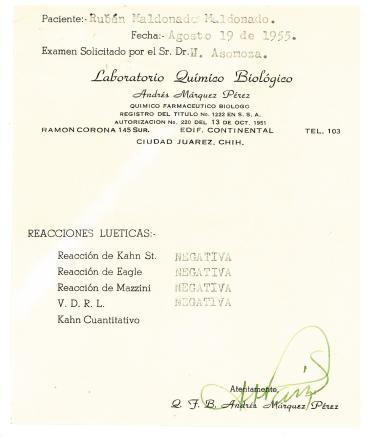 Paciente:- Rubén Maldonado Maldonado.
Fecha:- Agosto 19 de 1955.
Examen Solicitado por el Sr. Dr. M. Asomoza.
Laboratorio Químico Biológico
Andrés Márquez Pérez
QUIMICO FARMACEUTICO BIOLOGO
REGISTRO DEL TITULO No. 1222 EN S. S. A.
AUTORIZACION No. 220 DEL 13 DE OCT. 1951
RAMON CORONA 145 SUR. EDIF. CONTINENTAL TEL. 103
CIUDAD JUAREZ, CHIH.
REACCIONES LUETICAS:-
Reacción de Kahn St. NEGATIVA
Reacción de Eagle NEGATIVA
Reacción de Mazzini NEGATIVA
V. D. R. L. NEGATIVA
Kahn Cuantitativo
Atentamente,
Q. F. B. Andrés Márquez Pérez